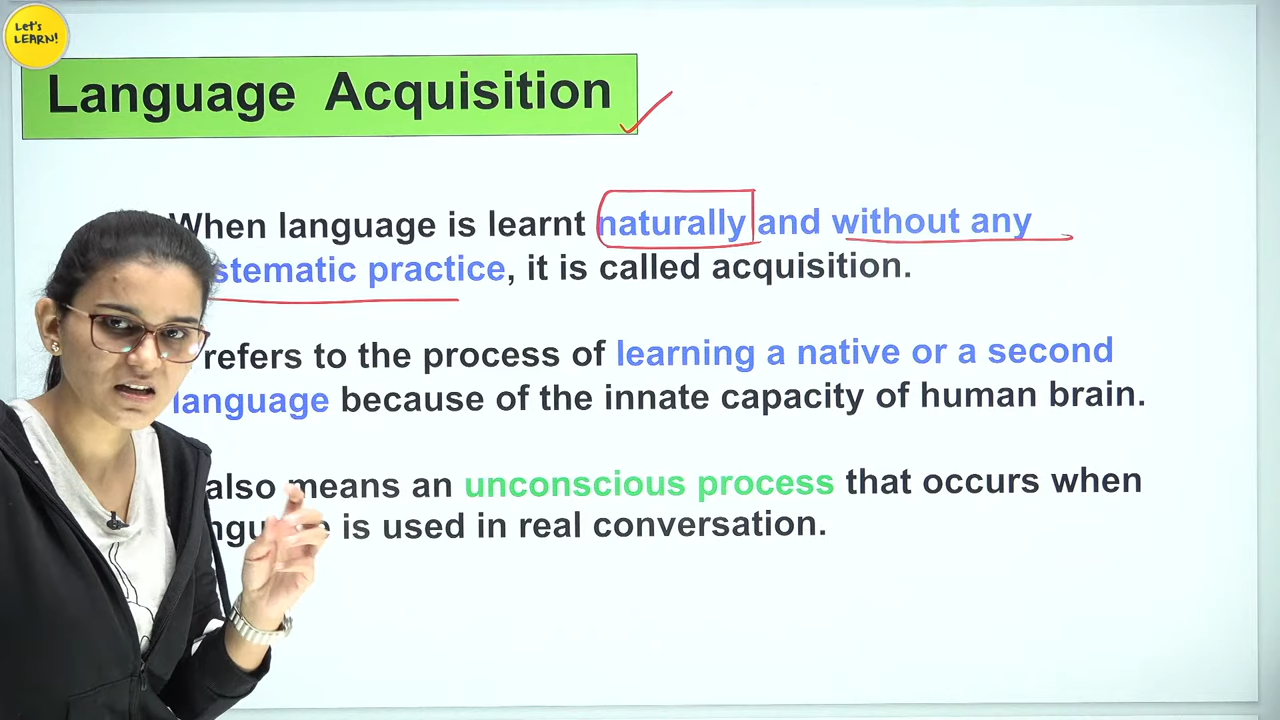 Let's
LEARN!
Language Acquisition
When language is learnt naturally and without any
stematic practice, it is called acquisition.
refers to the process of learning a native or a second
language because of the innate capacity of human brain.
also means an unconscious process that occurs when
is used in real conversation.